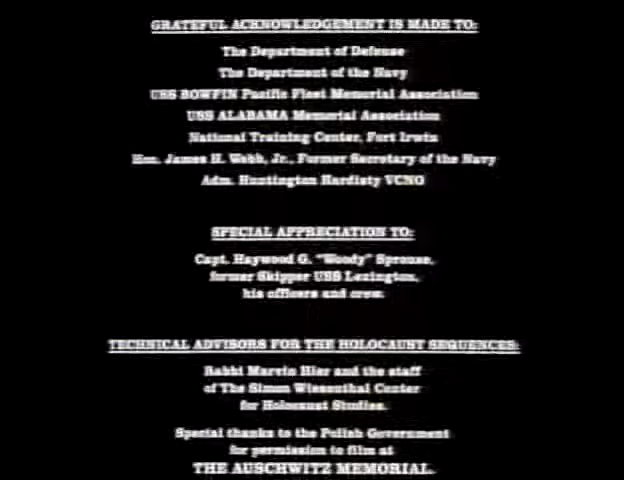 GRATEFUL ACKNOWLEDGEMENT IS MADE TO:
The Department of Defense
The Department of the Navy
USS BOWFIN Pacific Fleet Memorial Association
USS ALABAMA Memorial Association
National Training Center, Fort Irwin
Hon. James H. Webb, Jr., Former Secretary of the Navy
Adm. Huntington Hardisty VCNO
SPECIAL APPRECIATION TO:
Capt. Haywood G. "Woody" Sprouse,
former Skipper USS Lexington,
his officers and crew.
TECHNICAL ADVISORS FOR THE HOLOCAUST SEQUENCES:
Rabbi Marvin Hier and the staff
of The Simon Wiesenthal Center
for Holocaust Studies.
Special thanks to the Polish Government
for permission to film at
THE AUSCHWITZ MEMORIAL.